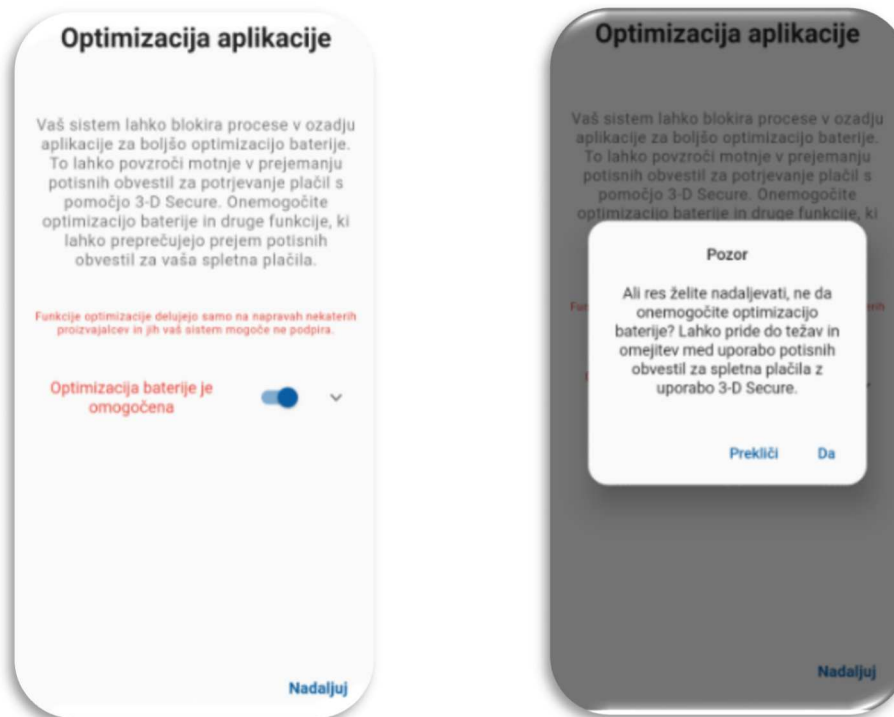 Optimizacija aplikacije
Vaš sistem lahko blokira procese v ozadju
aplikacije za boljšo optimizacijo baterije.
To lahko povzroči motnje v prejemanju
potisnih obvestil za potrjevanje plačil s
pomočjo 3-D Secure. Onemogočite
optimizacijo baterije in druge funkcije, ki
lahko preprečujejo prejem potisnih
obvestil za vaša spletna plačila.
Funkcije optimizacije delujejo samo na napravah nekaterih
proizvajalcev in jih vaš sistem mogoče ne podpira.
Optimizacija baterije je
omogočena
Nadaljuj
Optimizacija aplikacije
Vaš sistem lahko blokira procese v ozadju
aplikacije za boljšo optimizacijo baterije.
To lahko povzroči motnje v prejemanju
potisnih obvestil za potrjevanje plačil s
pomočjo 3-D Secure. Onemogočite
optimizacijo baterije in druge funkcije, ki
Pozor
Ali res želite nadaljevati, ne da
onemogočite optimizacijo
baterije? Lahko pride do težav in
omejitev med uporabo potisnih
obvestil za spletna plačila z
uporabo 3-D Secure.
Prekliči Da
Nadaljuj